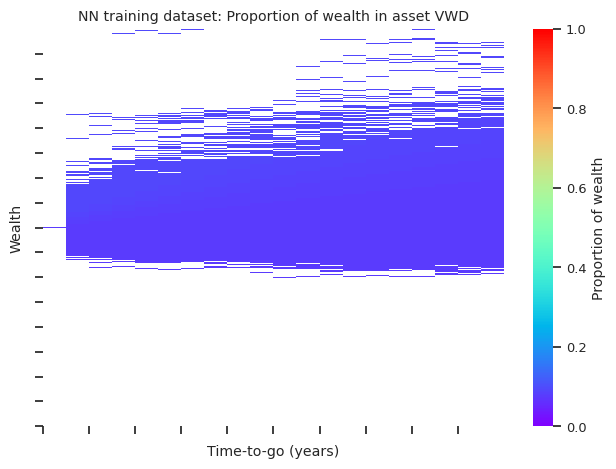 NN training dataset: Proportion of wealth in asset VWD
Wealth
Time-to-go (years)
1.0
0.8
0.6
0.4
0.2
0.0
Proportion of wealth